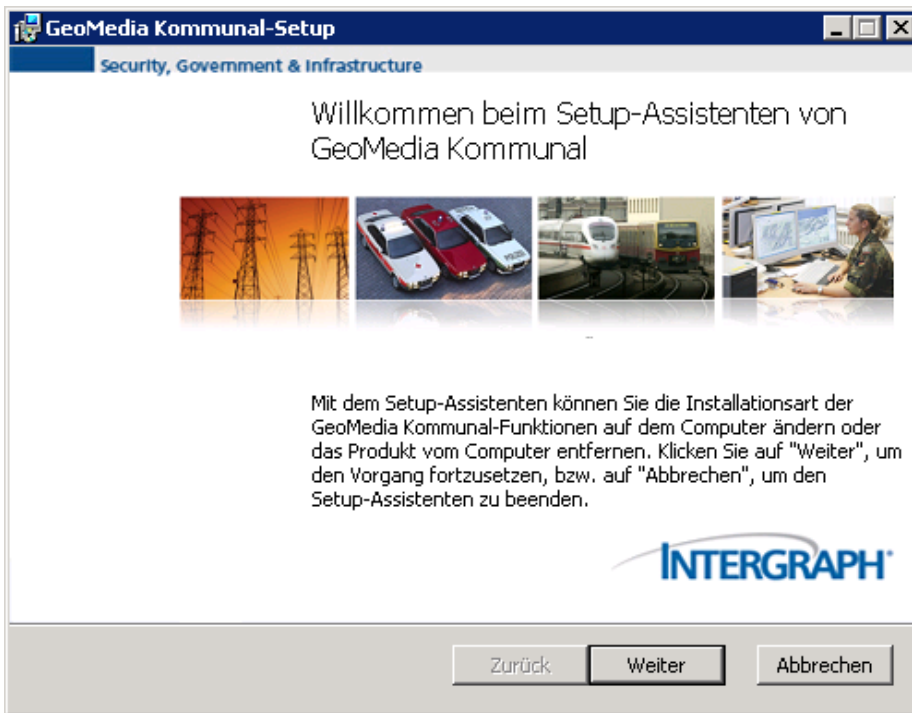 GeoMedia Kommunal-Setup
Security, Government & Infrastructure
Willkommen beim Setup-Assistenten von
GeoMedia Kommunal
POLIZEI
Mit dem Setup-Assistenten können Sie die Installationsart der
GeoMedia Kommunal-Funktionen auf dem Computer ändern oder
das Produkt vom Computer entfernen. Klicken Sie auf "Weiter", um
den Vorgang fortzusetzen, bzw. auf "Abbrechen", um den
Setup-Assistenten zu beenden.
INTERGRAPH®
Zurück
Weiter
Abbrechen